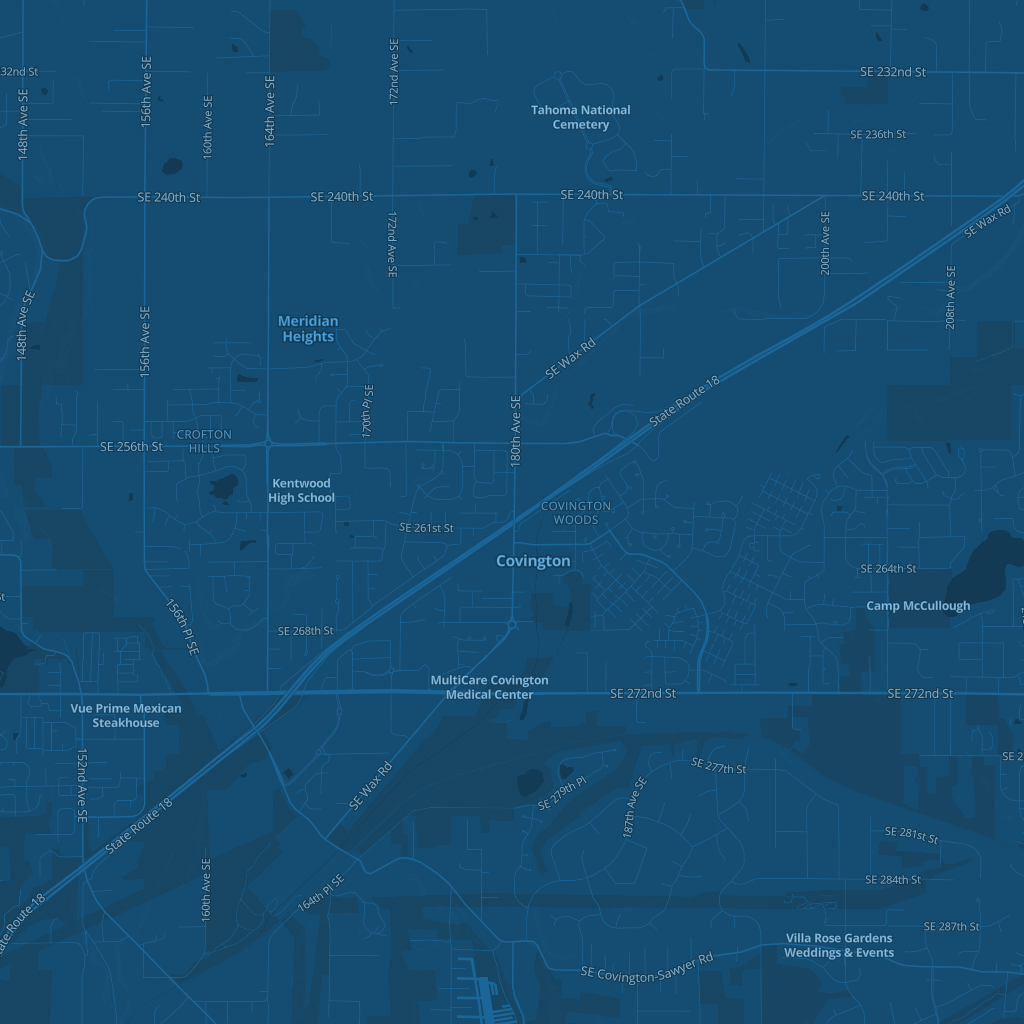 172nd Ave SE
156th Ave SE
SE 232nd St
32nd St
164th Ave SE
148th Ave SE
160th Ave SE
Tahoma National
Cemetery
SE 236th St
SE 240th St
SE 240th St
SE 240th St
SE 240th St
SE Wax Rd
172nd Ave SE
200th Ave SE
208th Ave SE
148th Ave SE
156th Ave SE
Meridian
Heights
SE Wax Rd
State Route 18
170th Pl SE
180th Ave SE
CROFTON
HILLS
SE 256th St
Kentwood
High School
COVINGTON
WOODS
SE 261st St
Covington
SE 264th St
Camp McCullough
156th Pl SE
SE 268th St
MultiCare Covington
Medical Center
SE 272nd St
SE 272nd St
Vue Prime Mexican
Steakhouse
152nd Ave SE
SE Wax Rd
SE 277th St
SE 2
SE 279th Pl
187th Ave SE
State Route 18
SE 281st St
160th Ave SE
164th Pl SE
SE 284th St
ate Route 18
SE 287th St
Villa Rose Gardens
Weddings & Events
SE Covington-Sawyer Rd